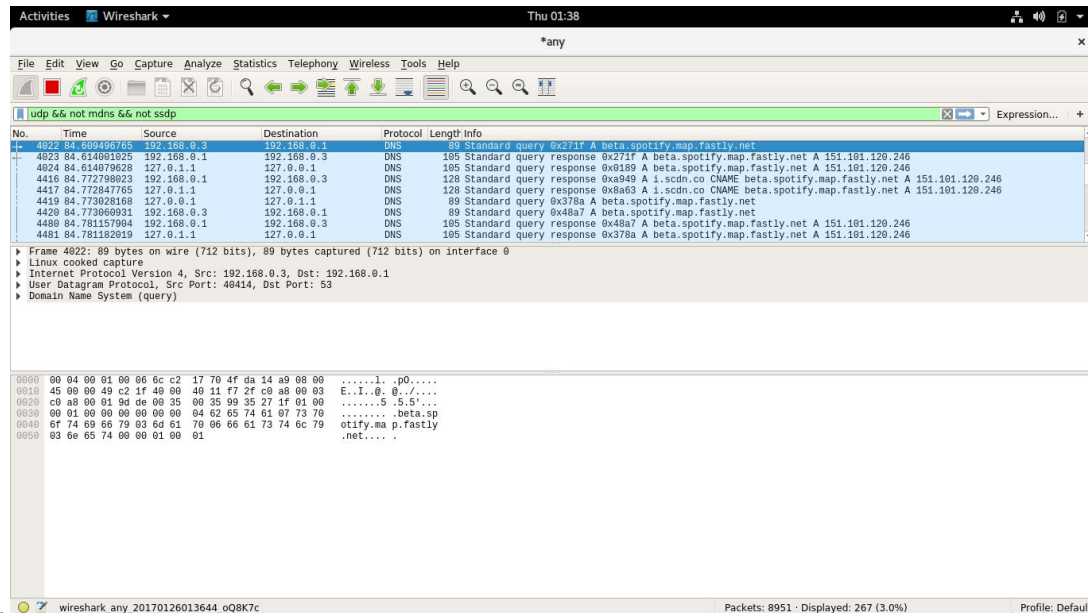 Activities Wireshark Thu 01:38
*any
File Edit View Go Capture Analyze Statistics Telephony Wireless Tools Help
udp && not mdns && not ssdp Expression... +
No. Time Source Destination Protocol Length Info
4022 84.609496765 192.168.0.3 192.168.0.1 DNS 89 Standard query 0x271f A beta.spotify.map.fastly.net
4023 84.614001025 192.168.0.1 192.168.0.3 DNS 105 Standard query response 0x271f A beta.spotify.map.fastly.net A 151.101.120.246
4024 84.614079628 127.0.1.1 127.0.0.1 DNS 105 Standard query response 0x0189 A beta.spotify.map.fastly.net A 151.101.120.246
4416 84.772798023 192.168.0.1 192.168.0.3 DNS 128 Standard query response 0xa949 A i.scdn.co CNAME beta.spotify.map.fastly.net A 151.101.120.246
4417 84.772847765 127.0.1.1 127.0.0.1 DNS 128 Standard query response 0x8a63 A i.scdn.co CNAME beta.spotify.map.fastly.net A 151.101.120.246
4419 84.773028168 127.0.0.1 127.0.1.1 DNS 89 Standard query 0x378a A beta.spotify.map.fastly.net
4420 84.773060931 192.168.0.3 192.168.0.1 DNS 89 Standard query 0x48a7 A beta.spotify.map.fastly.net
4480 84.781157904 192.168.0.1 192.168.0.3 DNS 105 Standard query response 0x48a7 A beta.spotify.map.fastly.net A 151.101.120.246
4481 84.781182019 127.0.1.1 127.0.0.1 DNS 105 Standard query response 0x378a A beta.spotify.map.fastly.net A 151.101.120.246
Frame 4022: 89 bytes on wire (712 bits), 89 bytes captured (712 bits) on interface 0
Linux cooked capture
Internet Protocol Version 4, Src: 192.168.0.3, Dst: 192.168.0.1
User Datagram Protocol, Src Port: 40414, Dst Port: 53
Domain Name System (query)
0000 00 04 00 01 00 06 6c c2 17 70 4f da 14 a9 08 00 ......l. .pO.....
0010 45 00 00 49 c2 1f 40 00 40 11 f7 2f c0 a8 00 03 E..I..@. @../....
0020 c0 a8 00 01 9d de 00 35 00 35 99 35 27 1f 01 00 .......5 .5.5'...
0030 00 01 00 00 00 00 00 00 04 62 65 74 61 07 73 70 ........ .beta.sp
0040 6f 74 69 66 79 03 6d 61 70 06 66 61 73 74 6c 79 otify.ma p.fastly
0050 03 6e 65 74 00 00 01 00 01 .net.... .
wireshark_any_20170126013644_oQ8K7c Packets: 8951 · Displayed: 267 (3.0%) Profile: Defau